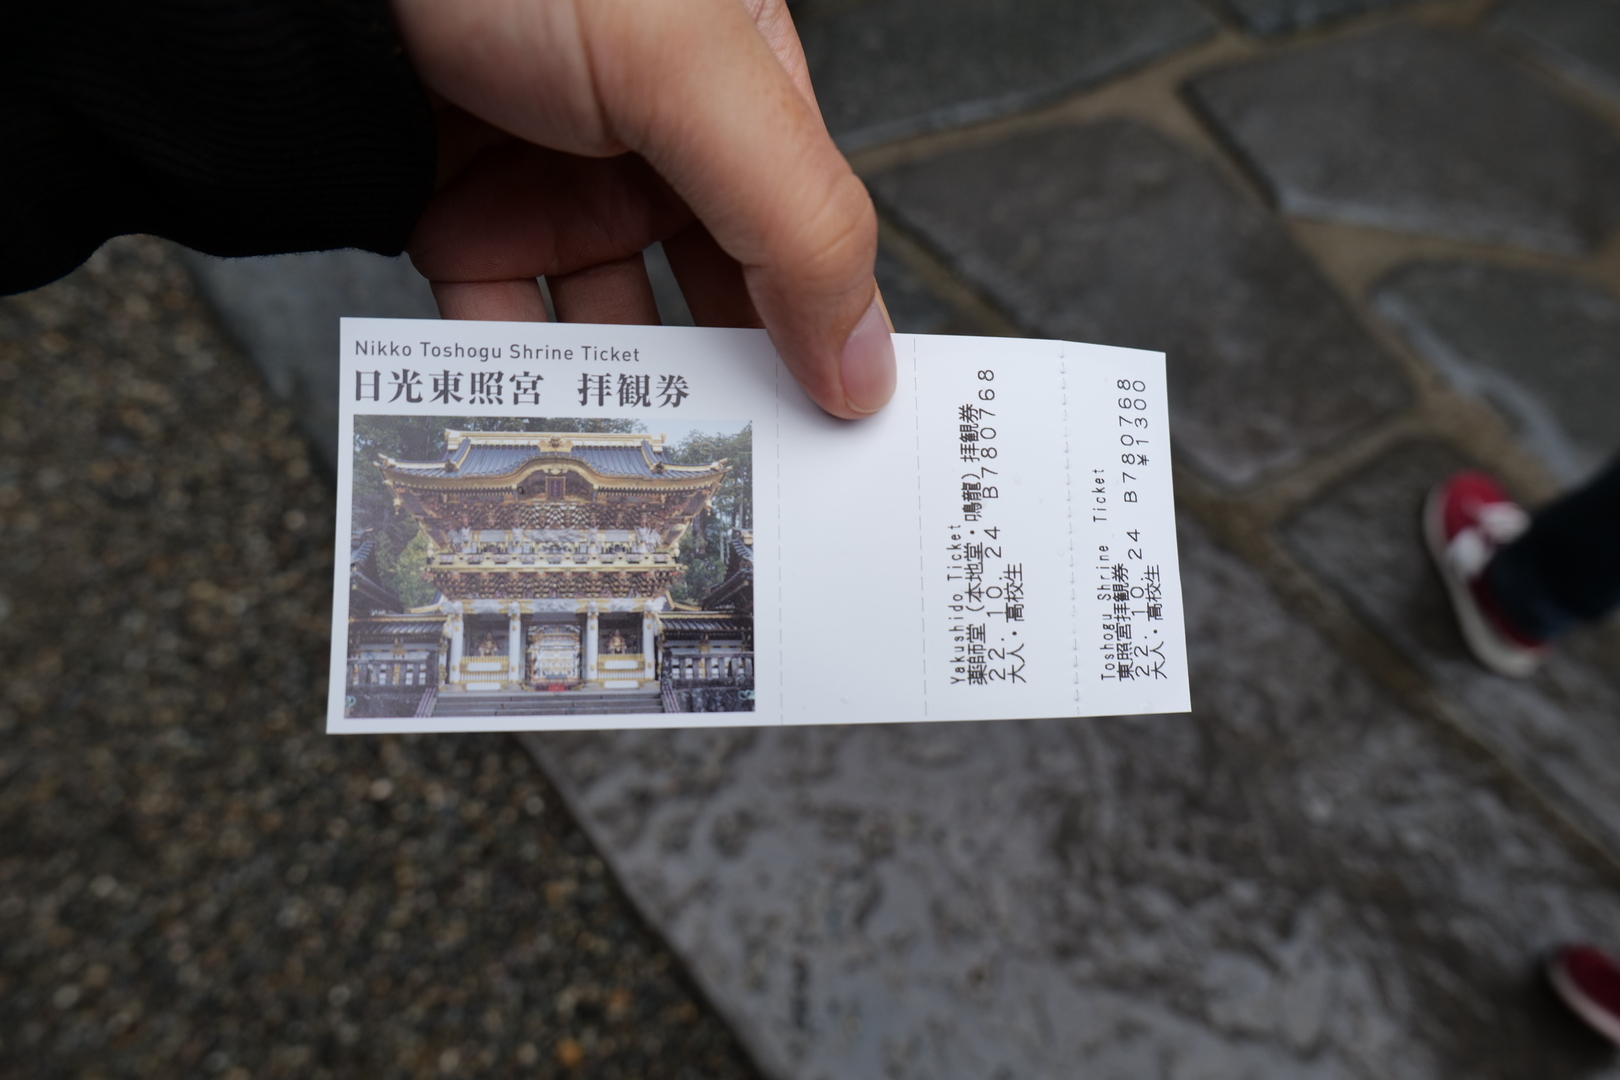 Nikko Toshogu Shrine Ticket
日光東照宮 拝観券
Yakushido Ticket
薬師堂（本地堂・鳴龍）拝観券
22.10.24 B780768
大人・高校生
Toshogu Shrine Ticket
東照宮拝観券
22.10.24 B780768
大人・高校生 ¥1300